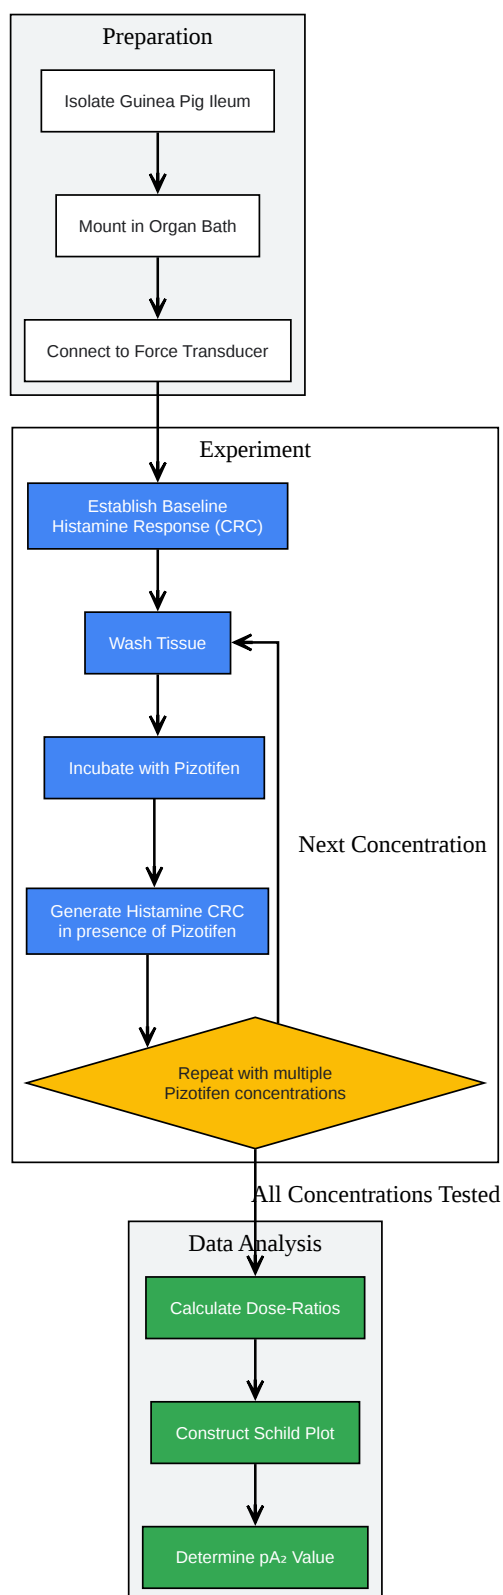 Preparation
Isolate Guinea Pig Ileum
Mount in Organ Bath
Connect to Force Transducer
Experiment
Establish Baseline
Histamine Response (CRC)
Wash Tissue
Incubate with Pizotifen
Next Concentration
Generate Histamine CRC
in presence of Pizotifen
Repeat with multiple
Pizotifen concentrations
All Concentrations Tested
Data Analysis
Calculate Dose-Ratios
Construct Schild Plot
Determine pA₂ Value